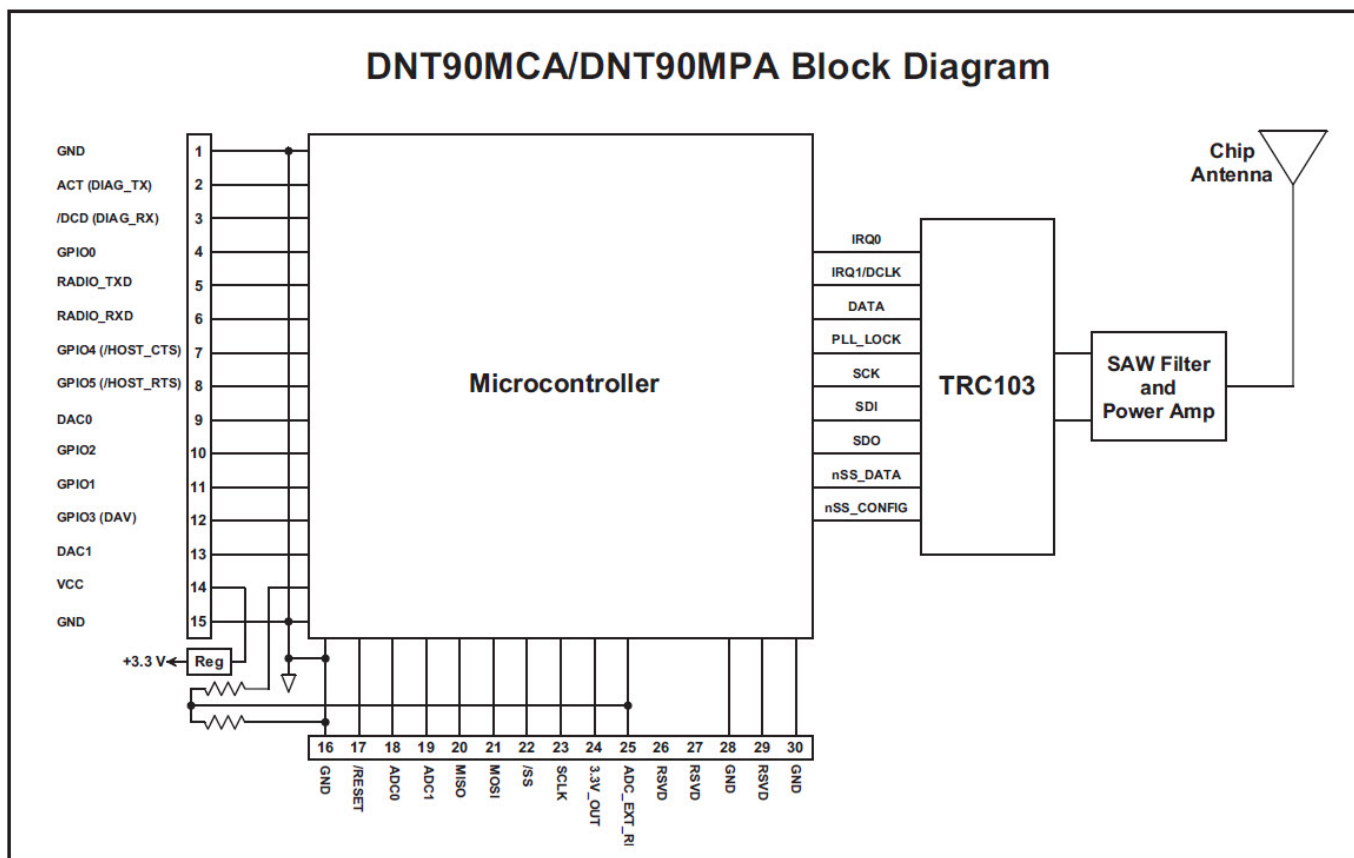 DNT90MCA/DNT90MPA Block Diagram
GND
1
ACT (DIAG_TX)
2
/DCD (DIAG_RX)
3
GPIO0
4
RADIO_TXD
5
RADIO_RXD
6
GPIO4 (/HOST_CTS)
7
GPIO5 (/HOST_RTS)
8
DAC0
9
GPIO2
10
GPIO1
11
GPIO3 (DAV)
12
DAC1
13
VCC
14
GND
15
+3.3 V
Reg
Microcontroller
IRQ0
IRQ1/DCLK
DATA
PLL_LOCK
SCK
SDI
SDO
nSS_DATA
nSS_CONFIG
TRC103
SAW Filter
and
Power Amp
Chip
Antenna
16
17
18
19
20
21
22
23
24
25
26
27
28
29
30
GND
/RESET
ADC0
ADC1
MISO
MOSI
/SS
SCLK
3.3V_OUT
ADC_EXT_RI
RSVD
RSVD
GND
RSVD
GND